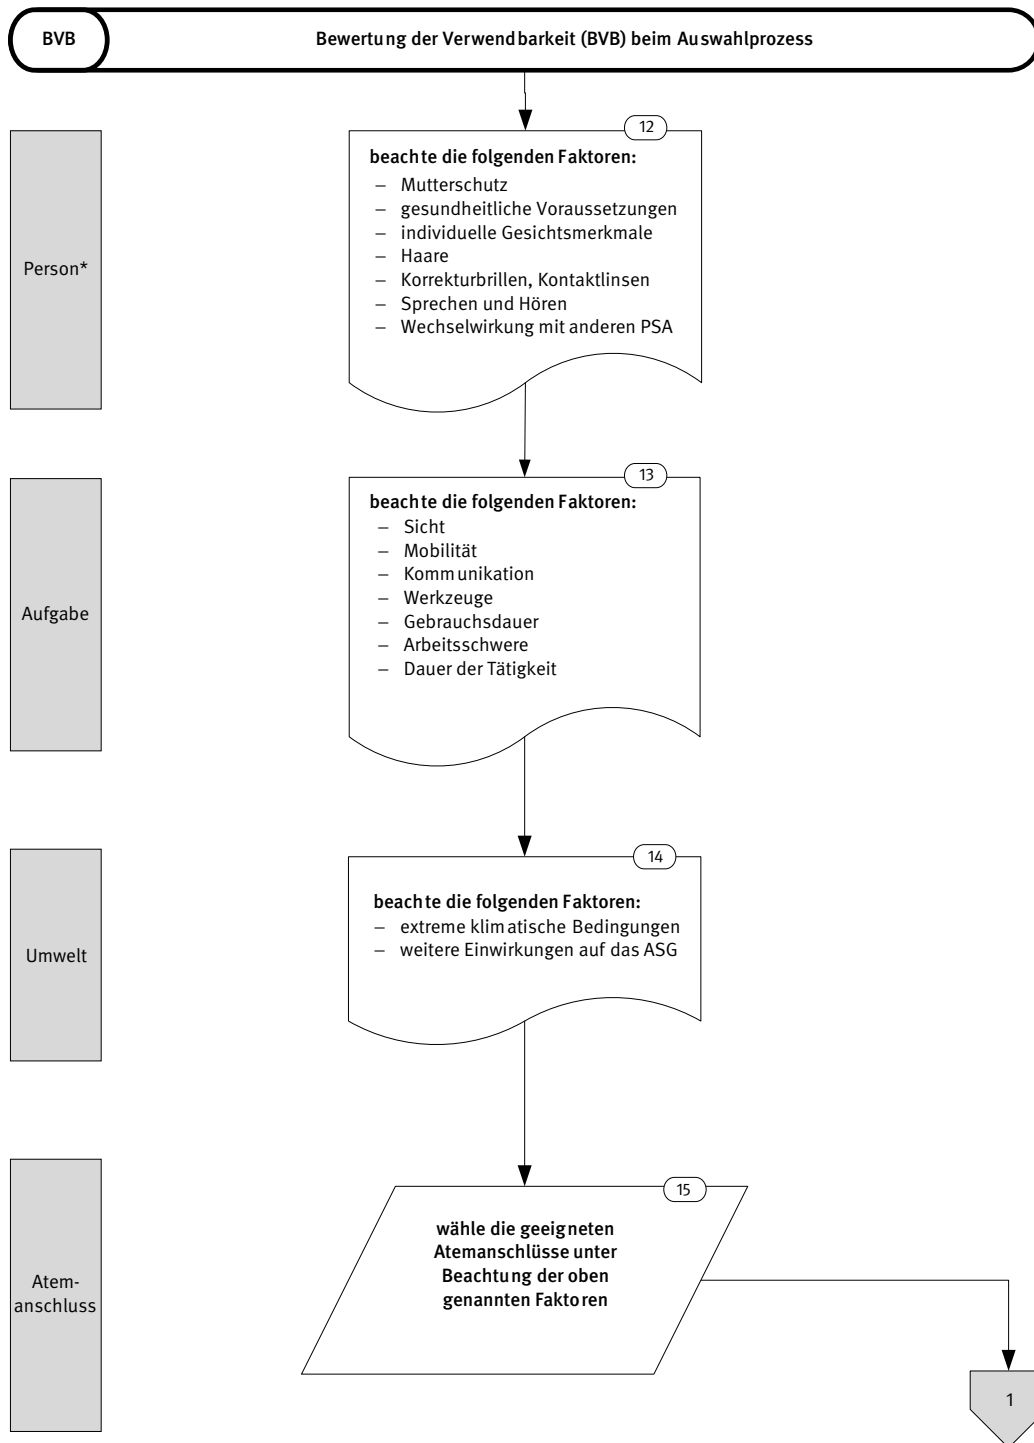 BVB
Bewertung der Verwendbarkeit (BVB) beim Auswahlprozess
Person*
12
beachte die folgenden Faktoren:
– Mutterschutz
– gesundheitliche Voraussetzungen
– individuelle Gesichtsmerkmale
– Haare
– Korrekturbrillen, Kontaktlinsen
– Sprechen und Hören
– Wechselwirkung mit anderen PSA
Aufgabe
13
beachte die folgenden Faktoren:
– Sicht
– Mobilität
– Kommunikation
– Werkzeuge
– Gebrauchsdauer
– Arbeitsschwere
– Dauer der Tätigkeit
Umwelt
14
beachte die folgenden Faktoren:
– extreme klimatische Bedingungen
– weitere Einwirkungen auf das ASG
Atem-
anschluss
15
wähle die geeigneten
Atemanschlüsse unter
Beachtung der oben
genannten Faktoren
1